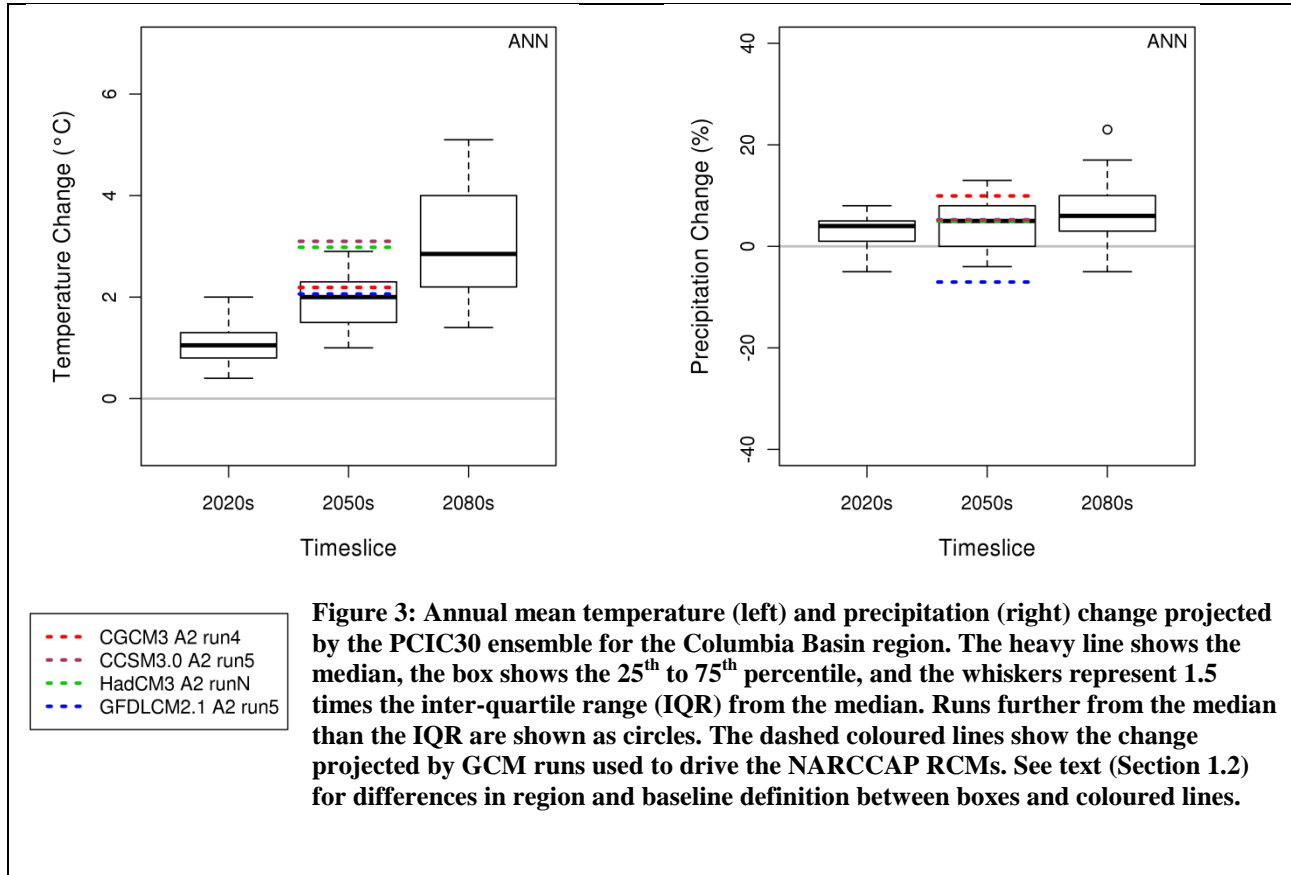 ANN
6
4
2
0
Temperature Change (°C)
2020s 2050s 2080s
Timeslice
ANN
40
20
0
-20
-40
Precipitation Change (%)
2020s 2050s 2080s
Timeslice
CGCM3 A2 run4
CCSM3.0 A2 run5
HadCM3 A2 runN
GFDLCM2.1 A2 run5
Figure 3: Annual mean temperature (left) and precipitation (right) change projected
by the PCIC30 ensemble for the Columbia Basin region. The heavy line shows the
median, the box shows the 25th to 75th percentile, and the whiskers represent 1.5
times the inter-quartile range (IQR) from the median. Runs further from the median
than the IQR are shown as circles. The dashed coloured lines show the change
projected by GCM runs used to drive the NARCCAP RCMs. See text (Section 1.2)
for differences in region and baseline definition between boxes and coloured lines.